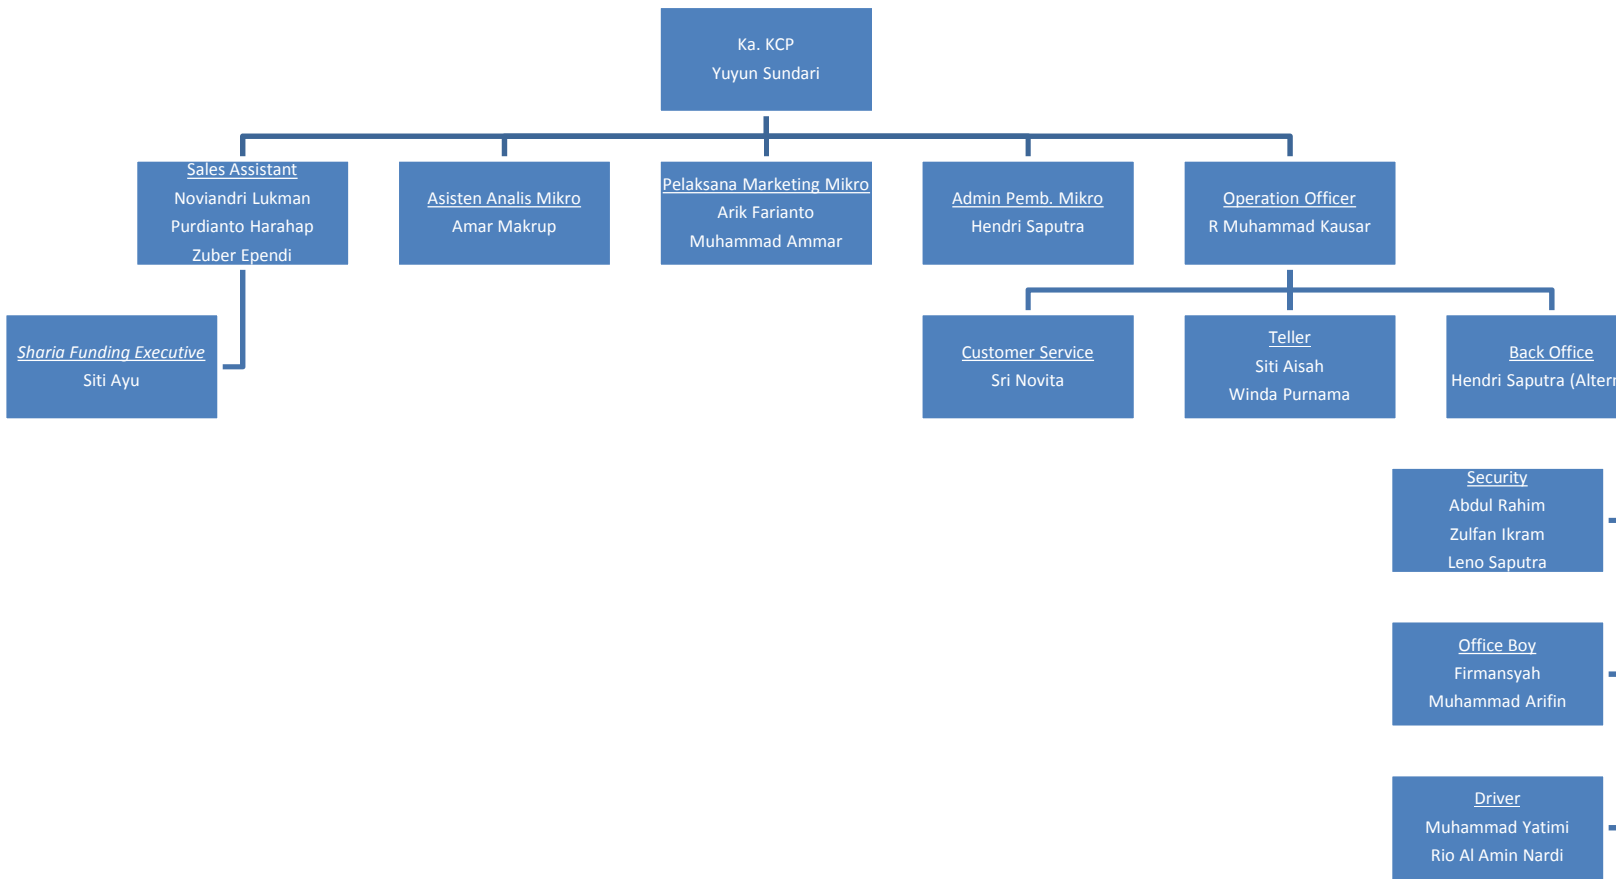 Ka. KCP
Yuyun Sundari
Sales Assistant
Noviandri Lukman
Purdianto Harahap
Zuber Ependi
Asisten Analis Mikro
Amar Makrup
Pelaksana Marketing Mikro
Arik Farianto
Muhammad Ammar
Admin Pemb. Mikro
Hendri Saputra
Operation Officer
R Muhammad Kausar
Sharia Funding Executive
Siti Ayu
Customer Service
Sri Novita
Teller
Siti Aisah
Winda Purnama
Back Office
Hendri Saputra
Security
Abdul Rahim
Zulfan Ikram
Leno Saputra
Office Boy
Firmansyah
Muhammad Arifin
Driver
Muhammad Yatimi
Rio Al Amin Nardi